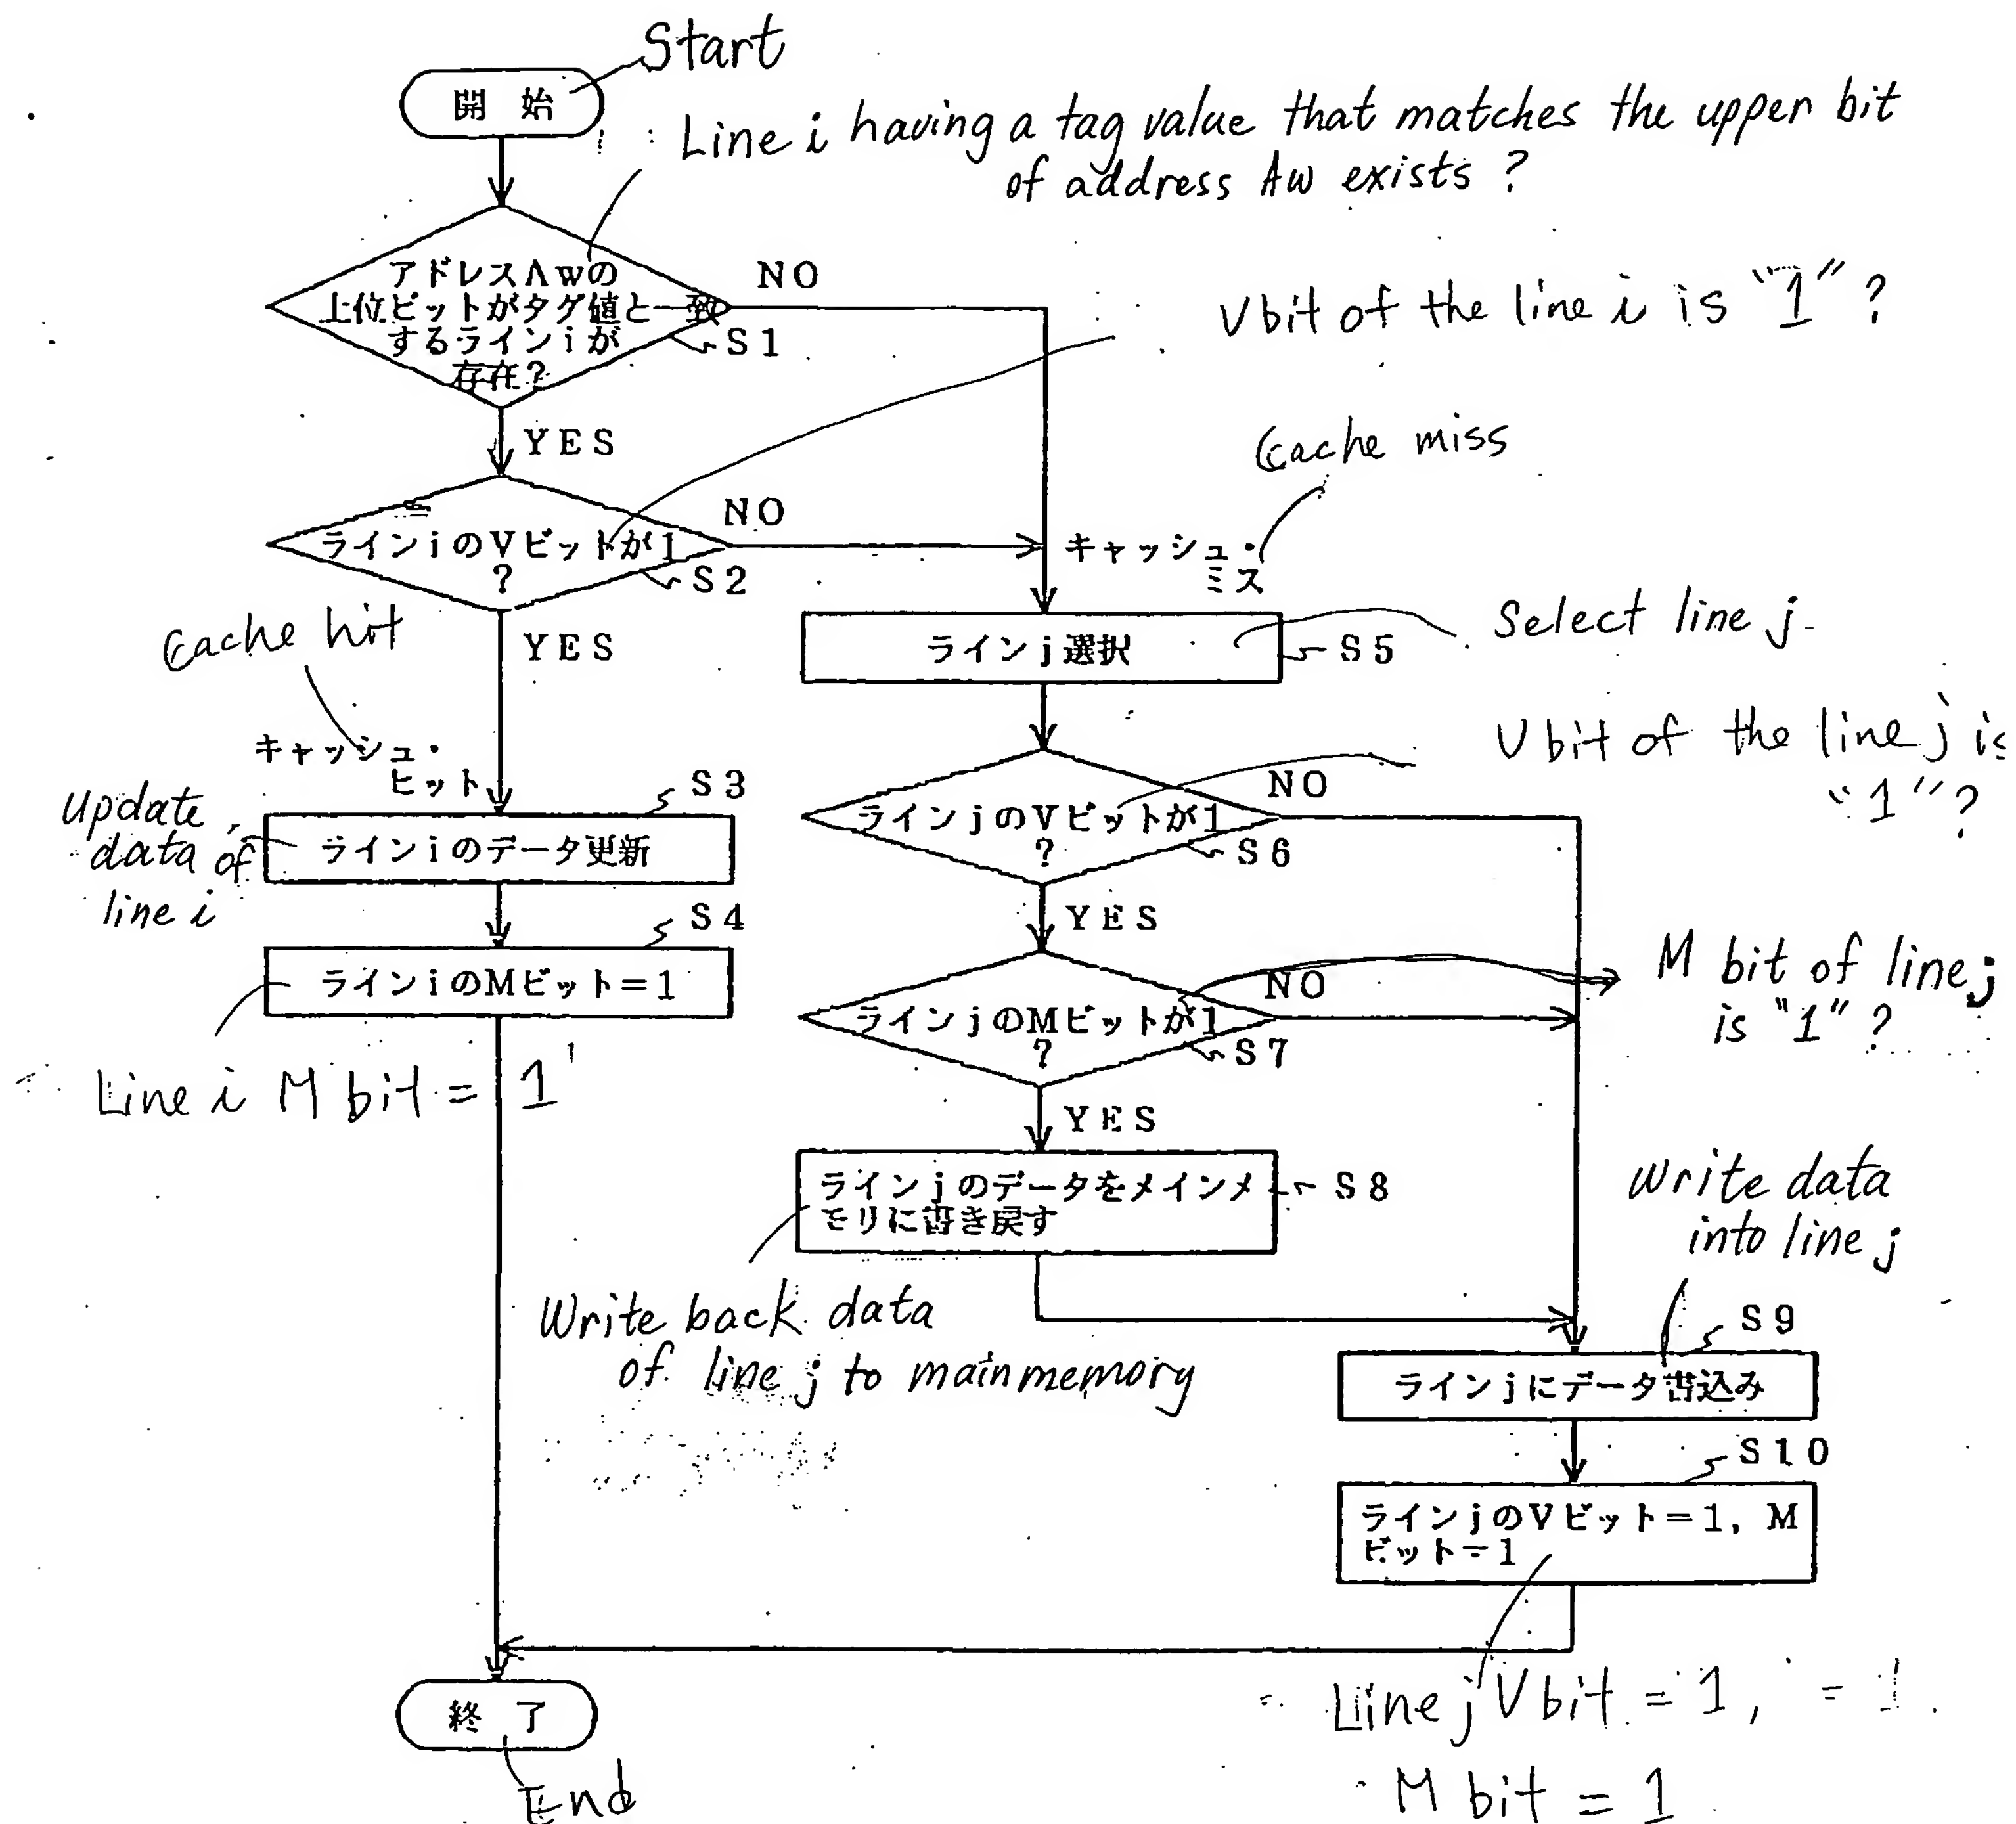 Start
開 始
Line i having a tag value that matches the upper bit
of address Aw exists ?
アドレスAwの
上位ビットがタグ値と一致
するラインiが
存在?
NO
S1
Vbit of the line i is "1" ?
YES
Cache miss
ラインiのVビットが1
?
NO
S2
キャッシュ・
ミス
Cache hit
YES
ラインj選択
S5
Select line j
キャッシュ・
ヒット
S3
Update
data of
line i
ラインiのデータ更新
ラインjのVビットが1
?
NO
S6
V bit of the line j is
"1" ?
S4
ラインiのMビット=1
YES
Line i M bit = 1
ラインjのMビットが1
?
NO
S7
M bit of line j
is "1" ?
YES
ラインjのデータをメインメ
モリに書き戻す
S8
Write data
into line j
Write back data
of line j to main memory
S9
ラインjにデータ書込み
S10
ラインjのVビット=1, M
ビット=1
終 了
End
Line j V bit = 1, = 1
M bit = 1